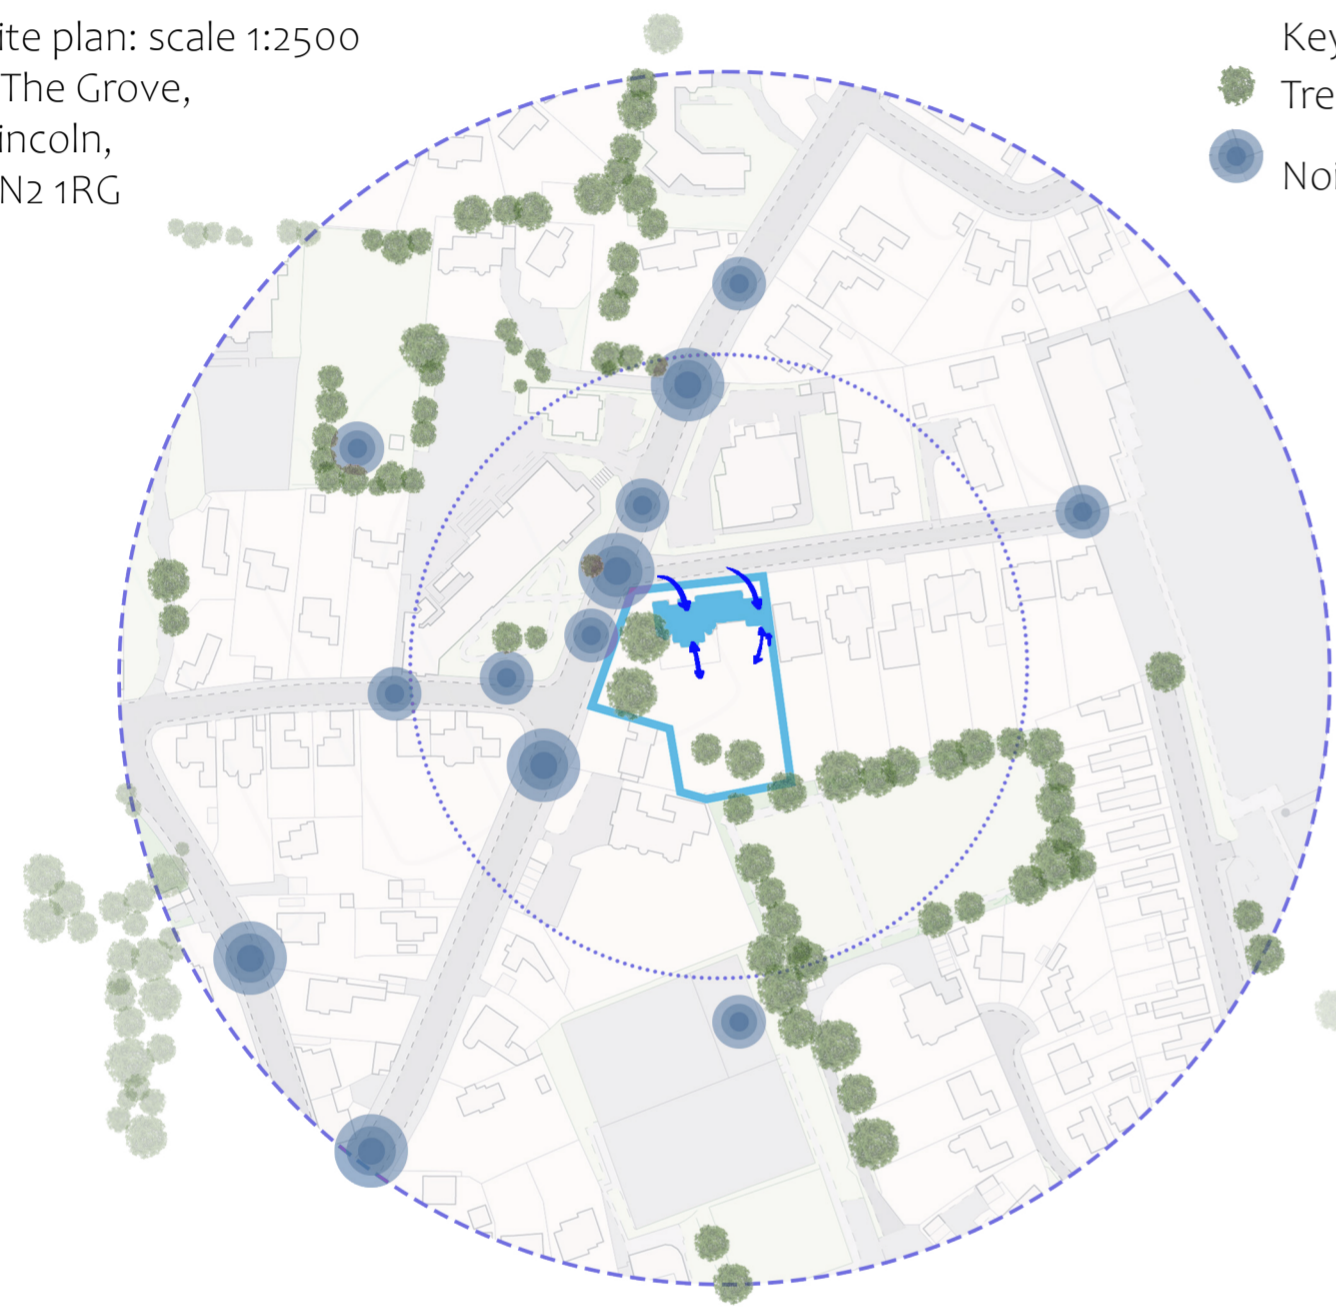 ite plan: scale 1:2500
The Grove,
incoln,
N2 1RG
Key
Tre
Noi